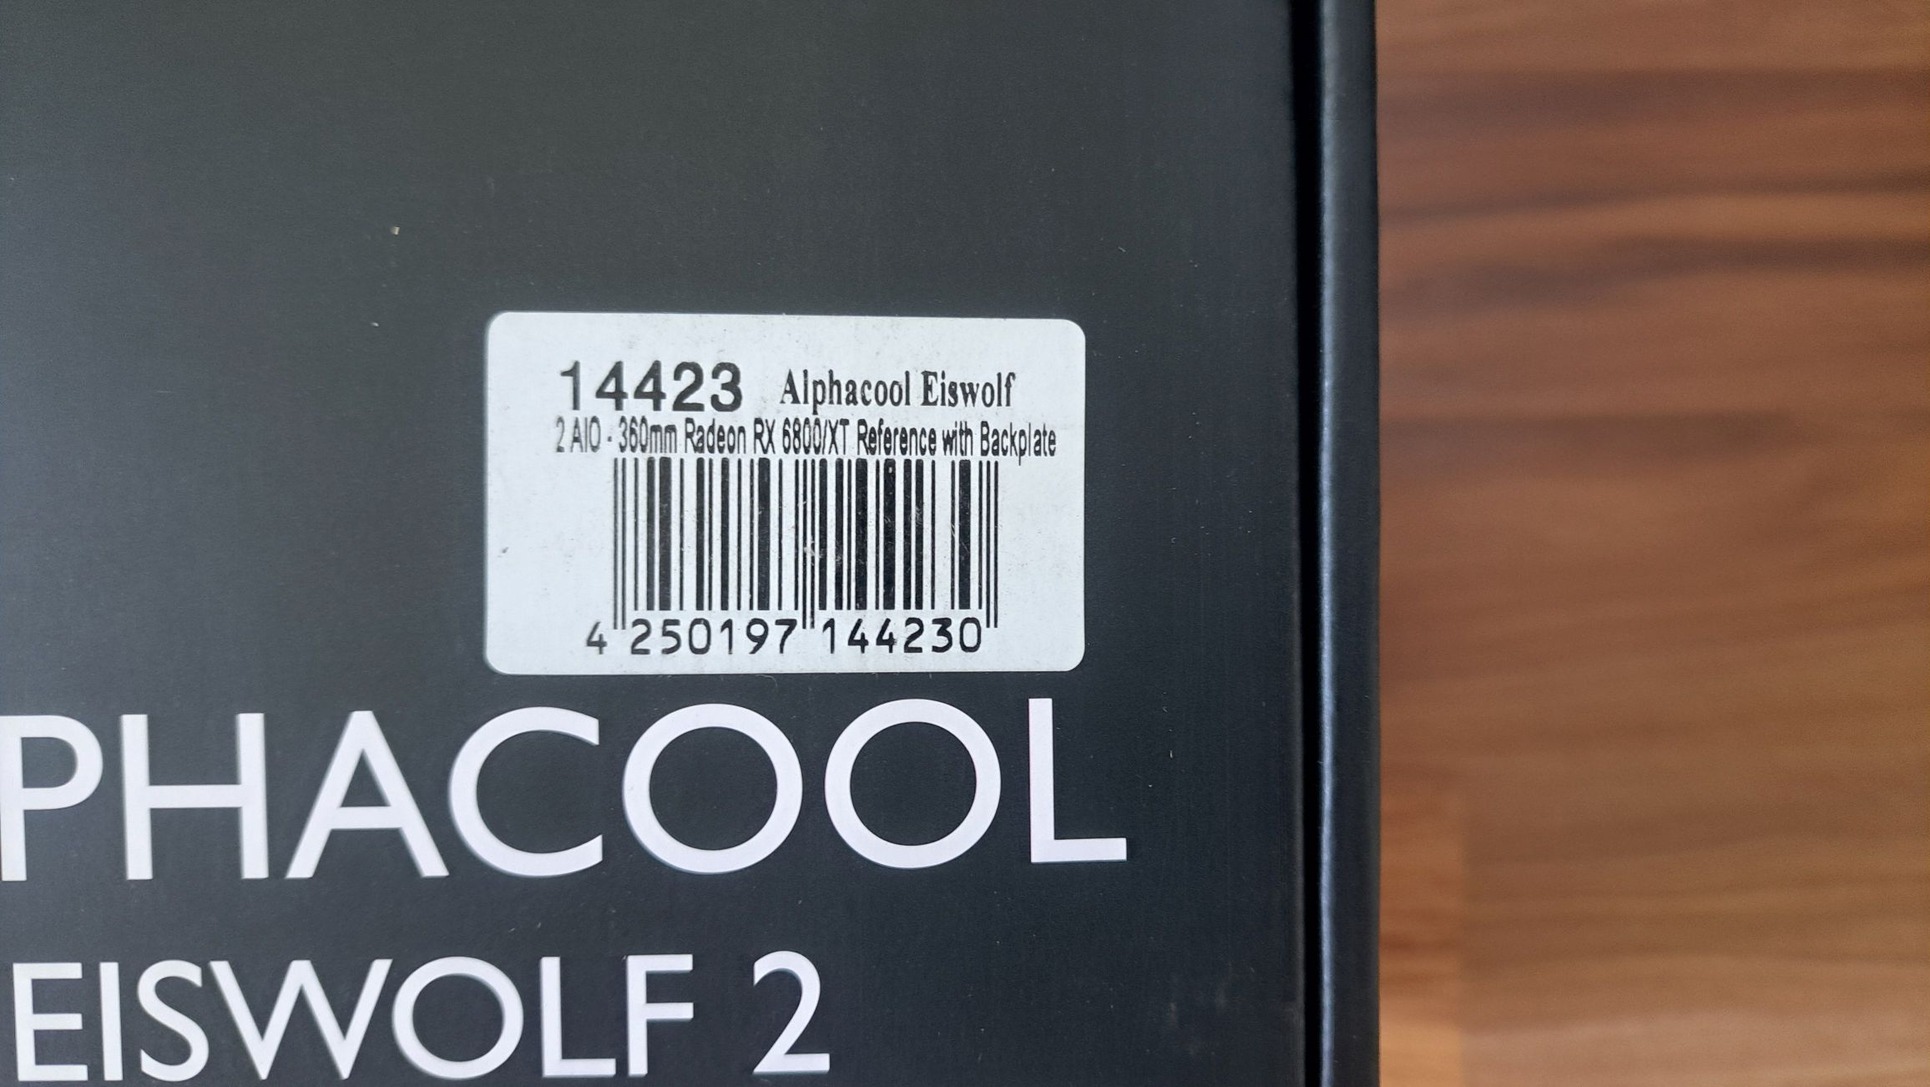 14423 Alphacool Eiswolf
2 AIO - 360mm Radeon RX 6800/XT Reference with Backplate
4 250197 144230
PHACOOL
EISWOLF 2